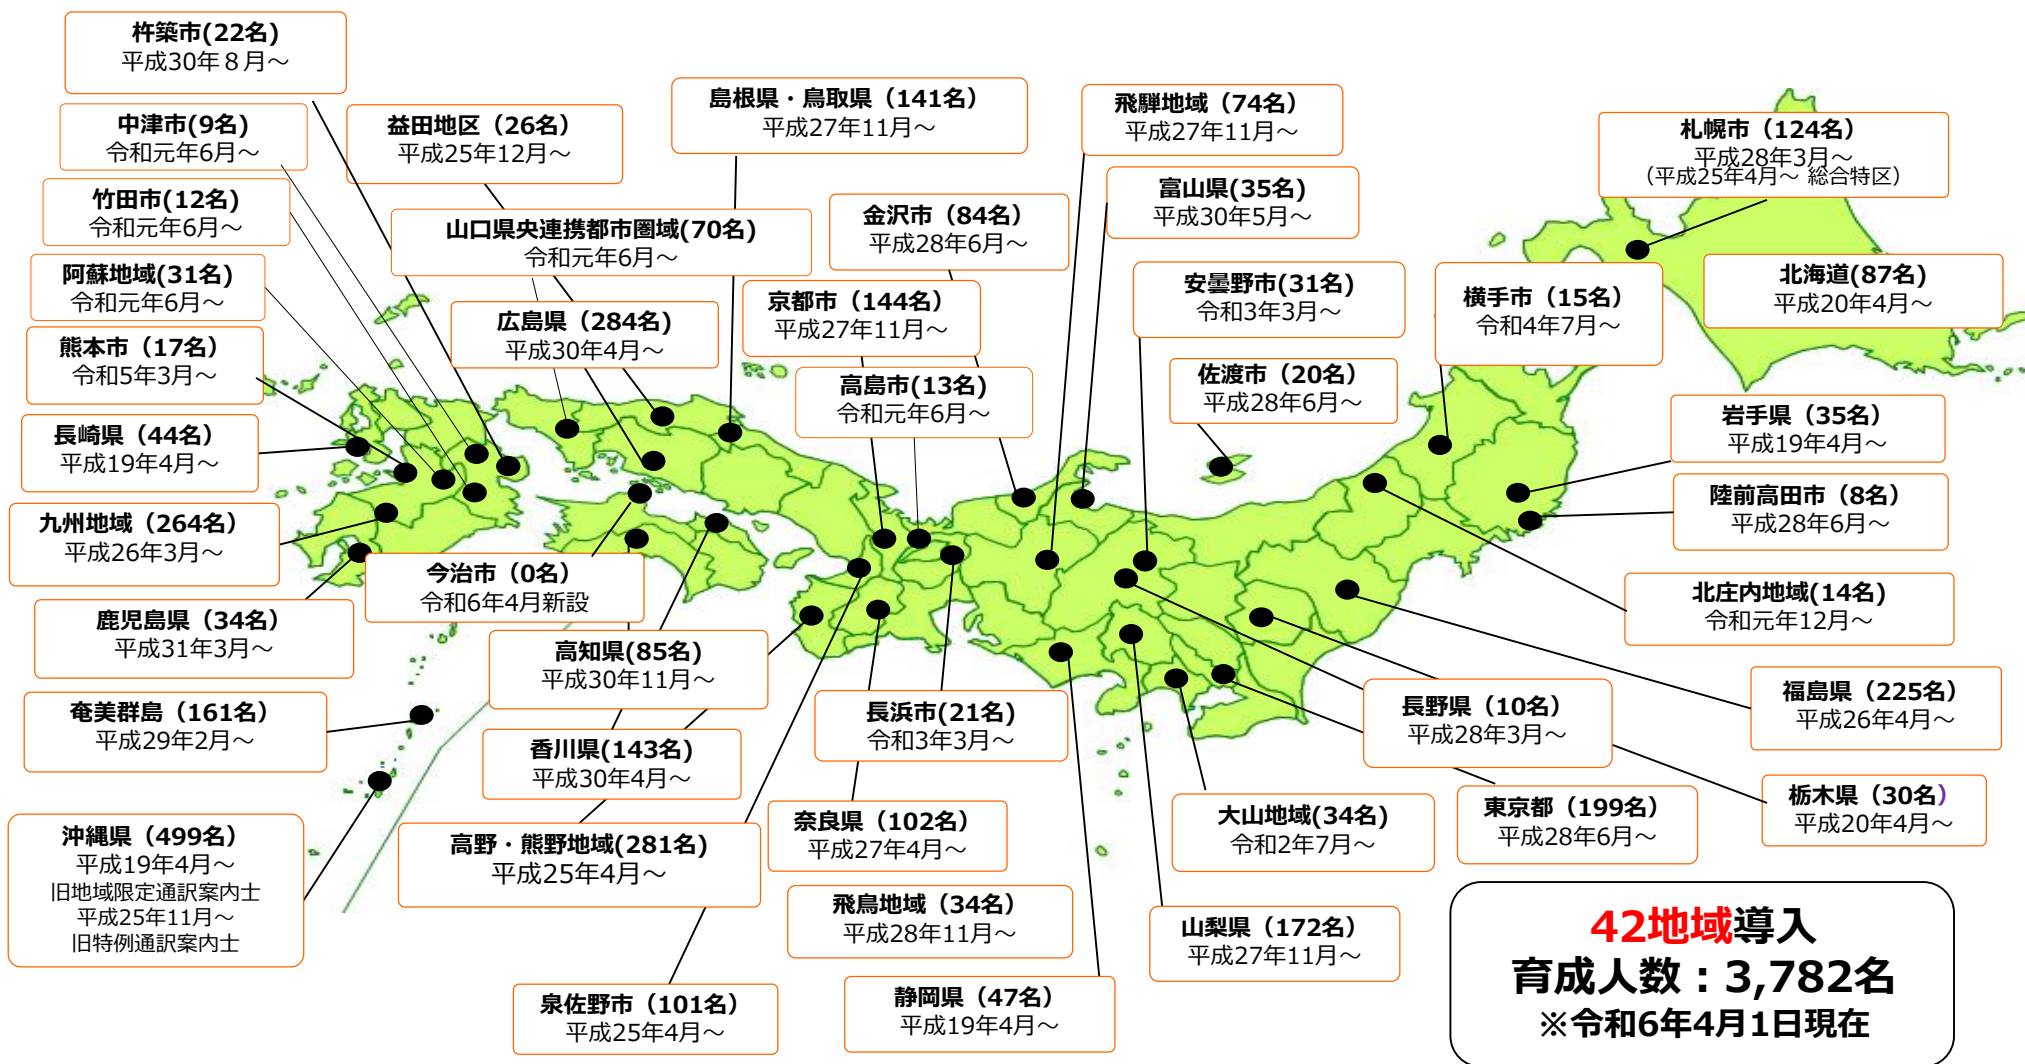 杵築市(22名)
平成30年８月～
中津市(9名)
令和元年6月～
竹田市(12名)
令和元年6月～
阿蘇地域(31名)
令和元年6月～
熊本市（17名）
令和5年3月～
長崎県（44名）
平成19年4月～
九州地域（264名）
平成26年3月～
鹿児島県（34名）
平成31年3月～
奄美群島（161名）
平成29年2月～
沖縄県（499名）
平成19年4月～
旧地域限定通訳案内士
平成25年11月～
旧特例通訳案内士
益田地区（26名）
平成25年12月～
山口県央連携都市圏域(70名)
令和元年6月～
広島県（284名）
平成30年4月～
島根県・鳥取県（141名）
平成27年11月～
金沢市（84名）
平成28年6月～
京都市（144名）
平成27年11月～
高島市(13名)
令和元年6月～
今治市（0名）
令和6年4月新設
高知県(85名)
平成30年11月～
香川県(143名)
平成30年4月～
高野・熊野地域(281名)
平成25年4月～
泉佐野市（101名）
平成25年4月～
長浜市(21名)
令和3年3月～
奈良県（102名）
平成27年4月～
飛鳥地域（34名）
平成28年11月～
静岡県（47名）
平成19年4月～
飛騨地域（74名）
平成27年11月～
富山県(35名)
平成30年5月～
安曇野市(31名)
令和3年3月～
佐渡市（20名）
平成28年6月～
横手市（15名）
令和4年7月～
札幌市（124名）
平成28年3月～
（平成25年4月～ 総合特区）
北海道(87名)
平成20年4月～
岩手県（35名）
平成19年4月～
陸前高田市（8名）
平成28年6月～
北庄内地域(14名)
令和元年12月～
福島県（225名）
平成26年4月～
長野県（10名）
平成28年3月～
栃木県（30名）
平成20年4月～
東京都（199名）
平成28年6月～
大山地域(34名)
令和2年7月～
山梨県（172名）
平成27年11月～
42地域導入
育成人数：3,782名
※令和6年4月1日現在